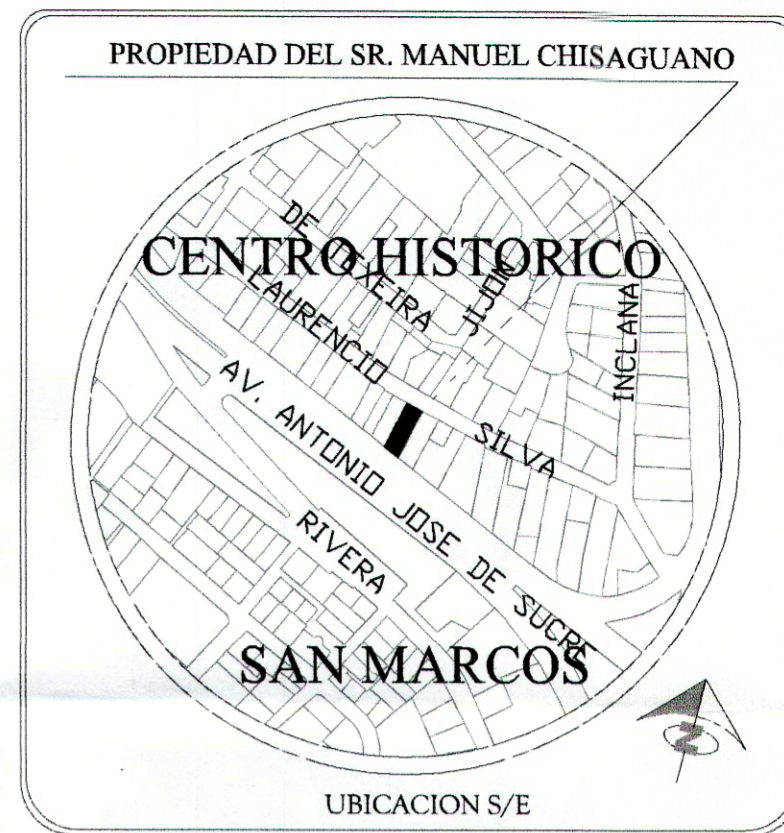 PROPIEDAD DEL SR. MANUEL CHISAGUANO
DE TEIXEIRA
CENTRO HISTORICO
JIJON
LAURENCIO SILVA
INCLANA
AV. ANTONIO JOSE DE SUCRE
RIVERA
SAN MARCOS
N
UBICACION S/E